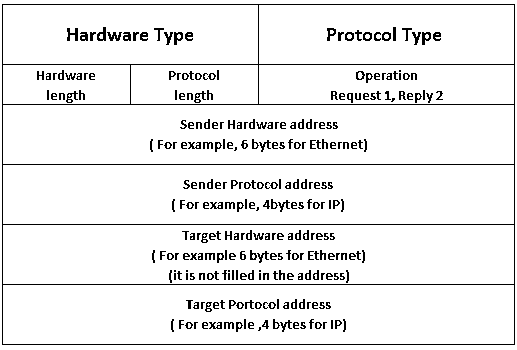 Hardware Type
Protocol Type
Hardware
length
Protocol
length
Operation
Request 1, Reply 2
Sender Hardware address
( For example, 6 bytes for Ethernet)
Sender Protocol address
( For example, 4bytes for IP)
Target Hardware address
( For example 6 bytes for Ethernet)
(it is not filled in the address)
Target Portocol address
( For example ,4 bytes for IP)